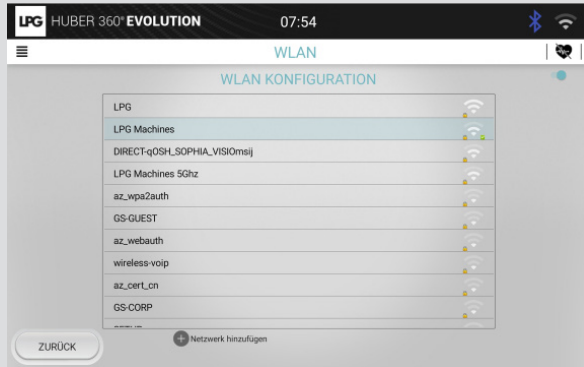 LPG HUBER 360° EVOLUTION 07:54
WLAN
WLAN KONFIGURATION
LPG
LPG Machines
DIRECT-qOSH_SOPHIA_VISIOmsij
LPG Machines 5Ghz
az_wpa2auth
GS-GUEST
az_webauth
wireless-voip
az_cert_cn
GS-CORP
Netzwerk hinzufügen
ZURÜCK